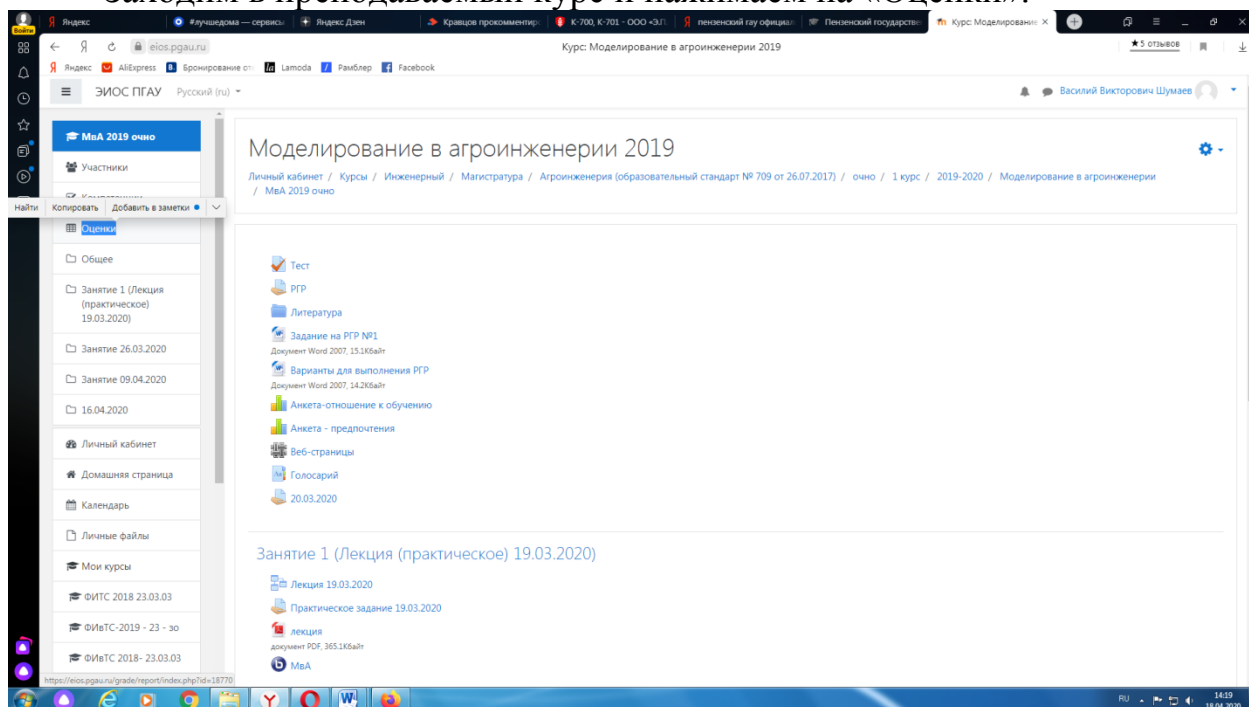 Заходим в преподаваемый курс и нажимаем на «Оценки».
Войти
Яндекс
#лучшедома — сервисы
Яндекс Дзен
Кравцов прокомментиро
К-700, К-701 - ООО «Э.П.
пензенский гау официал
Пензенский государстве
Курс: Моделирование
eios.pgau.ru
Курс: Моделирование в агроинженерии 2019
★5 отзывов
Яндекс
AliExpress
Бронирование от
Lamoda
Рамблер
Facebook
ЭИОС ПГАУ
Русский (ru)
Василий Викторович Шумаев
МвА 2019 очно
Участники
Найти
Копировать
Добавить в заметки
Оценки
Общее
Занятие 1 (Лекция
(практическое)
19.03.2020)
Занятие 26.03.2020
Занятие 09.04.2020
16.04.2020
Личный кабинет
Домашняя страница
Календарь
Личные файлы
Мои курсы
ФИТС 2018 23.03.03
ФИвТС-2019 - 23 - зо
ФИвТС 2018- 23.03.03
https://eios.pgau.ru/grade/report/index.php?id=18770
Моделирование в агроинженерии 2019
Личный кабинет / Курсы / Инженерный / Магистратура / Агроинженерия (образовательный стандарт № 709 от 26.07.2017) / очно / 1 курс / 2019-2020 / Моделирование в агроинженерии
/ МвА 2019 очно
Тест
РГР
Литература
Задание на РГР №1
Документ Word 2007, 15.1Кбайт
Варианты для выполнения РГР
Документ Word 2007, 14.2Кбайт
Анкета-отношение к обучению
Анкета - предпочтения
Веб-страницы
Голосарий
20.03.2020
Занятие 1 (Лекция (практическое) 19.03.2020)
Лекция 19.03.2020
Практическое задание 19.03.2020
лекция
документ PDF, 365.1Кбайт
МвА
RU
14:19
18.04.2020